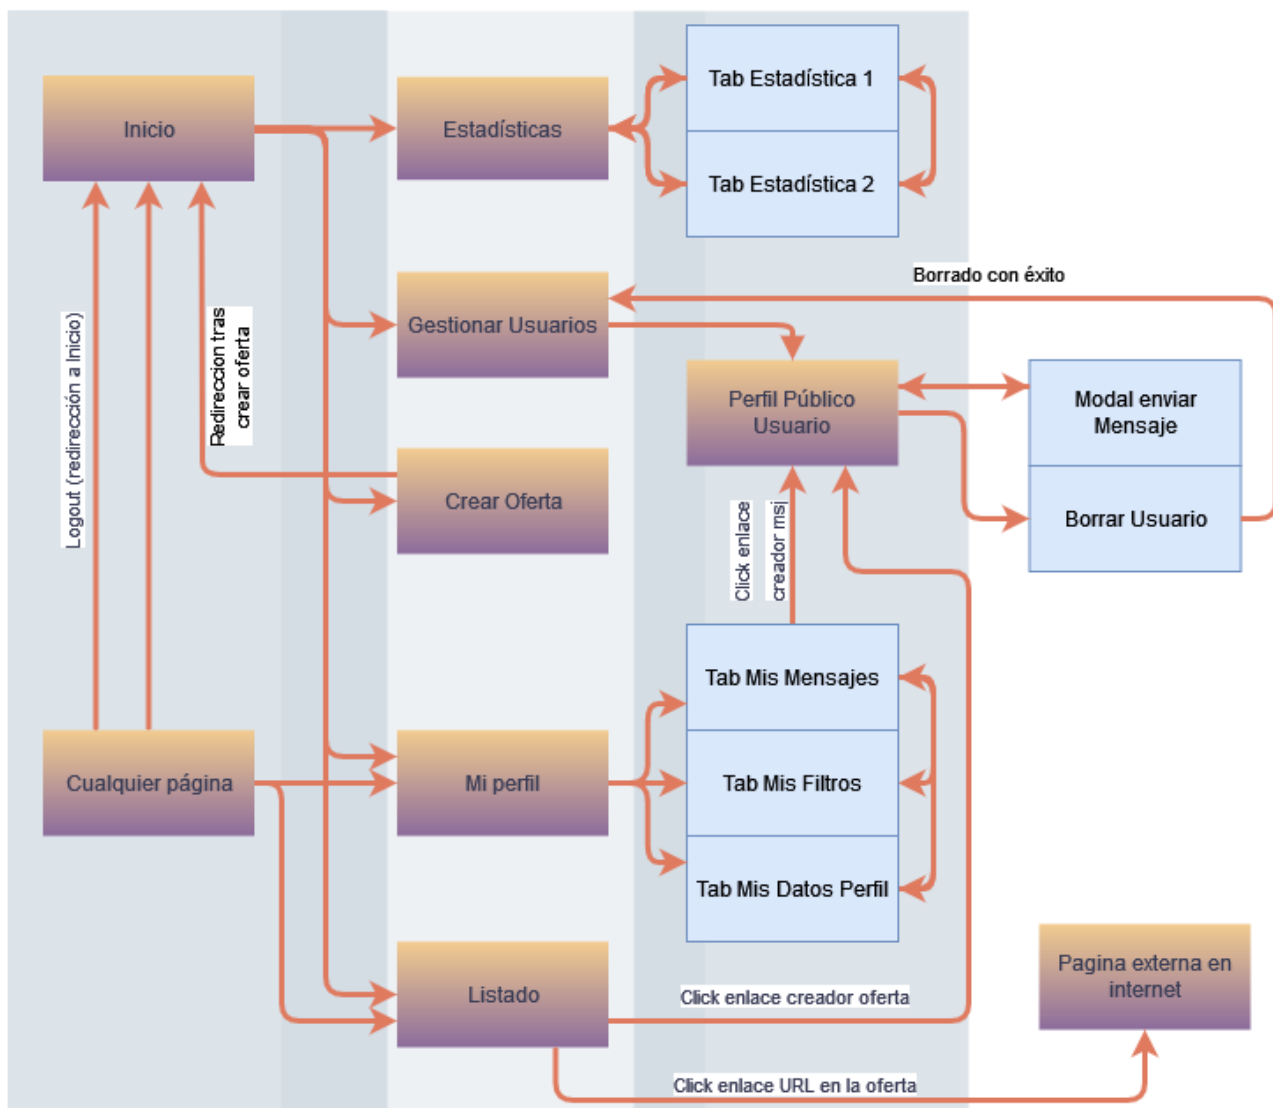 Tab Estadística 1
Inicio
Estadísticas
Tab Estadística 2
Borrado con éxito
Gestionar Usuarios
Logout (redirección a Inicio)
Redireccion tras
crear oferta
Perfil Público
Usuario
Modal enviar
Mensaje
Crear Oferta
Borrar Usuario
Click enlace
creador msj
Tab Mis Mensajes
Cualquier página
Mi perfil
Tab Mis Filtros
Tab Mis Datos Perfil
Pagina externa en
internet
Listado
Click enlace creador oferta
Click enlace URL en la oferta